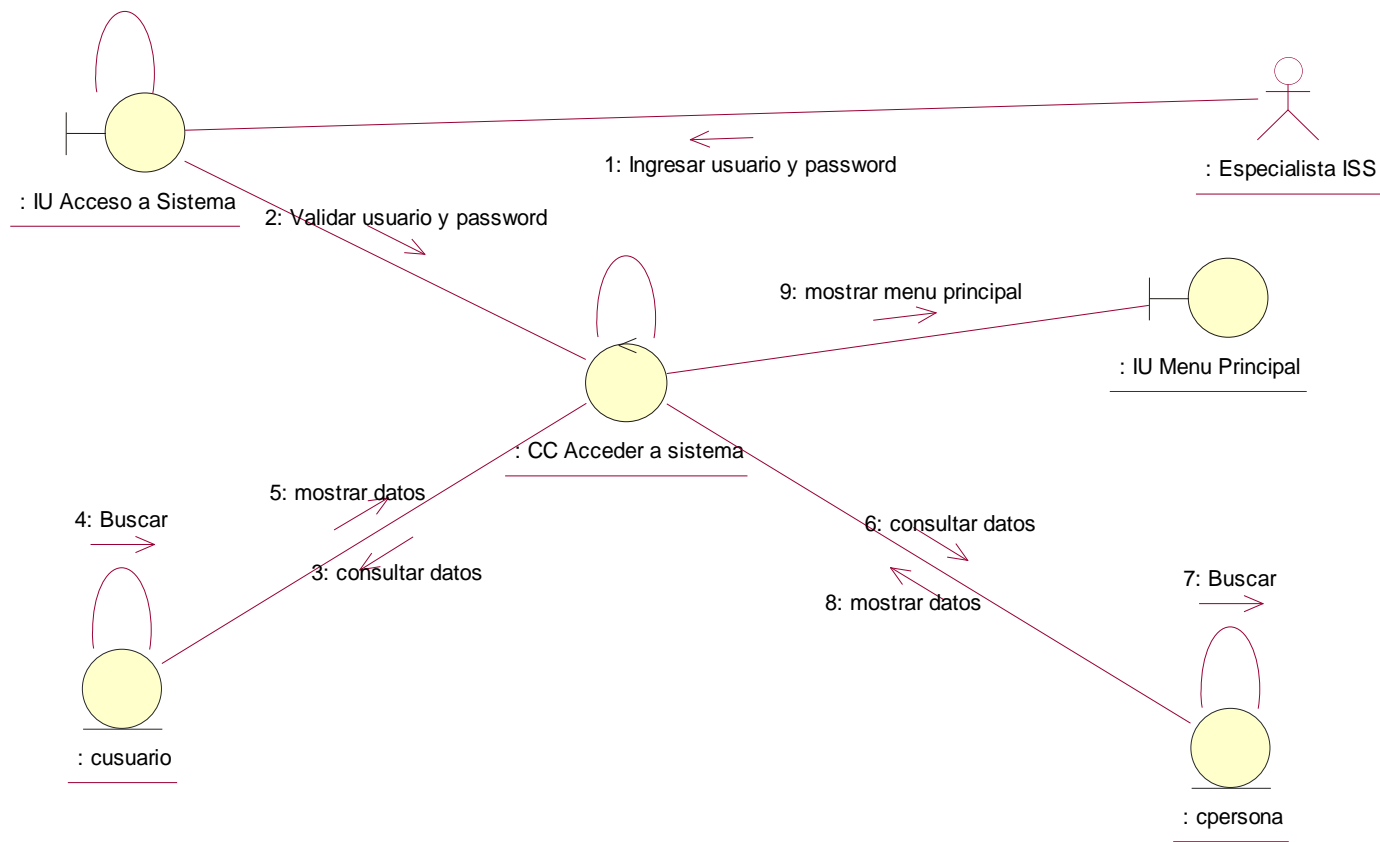 1: Ingresar usuario y password
: Especialista ISS
: IU Acceso a Sistema
2: Validar usuario y password
9: mostrar menu principal
: IU Menu Principal
: CC Acceder a sistema
5: mostrar datos
4: Buscar
6: consultar datos
3: consultar datos
7: Buscar
8: mostrar datos
: cusuario
: cpersona